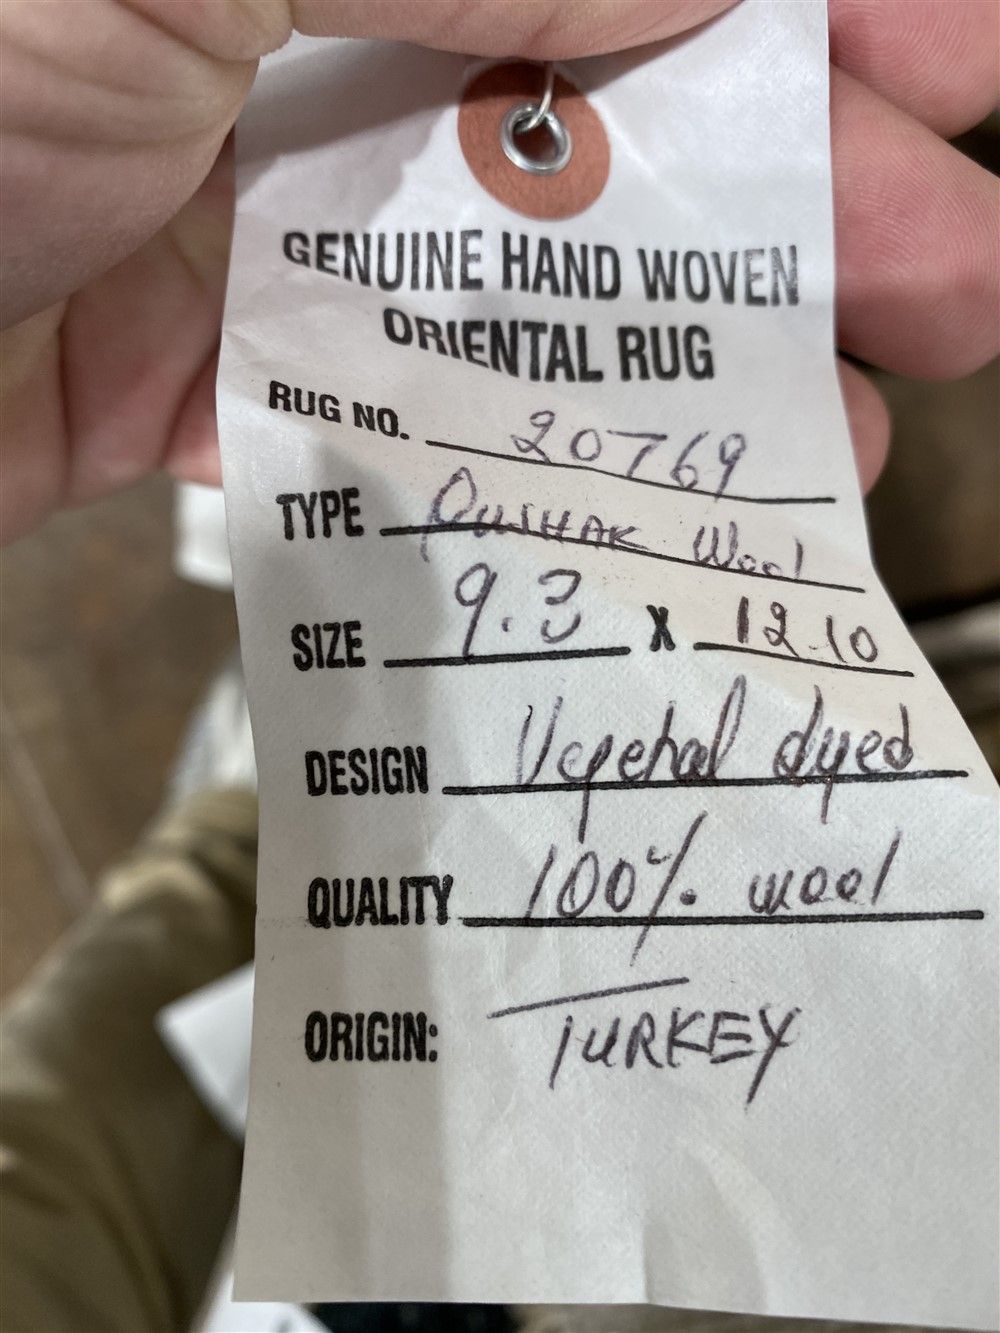 GENUINE HAND WOVEN
ORIENTAL RUG
RUG NO. 20769
TYPE OUSHAK Wool
SIZE 9.3 X 12.10
DESIGN Vegetal dyed
QUALITY 100% wool
ORIGIN: TURKEY